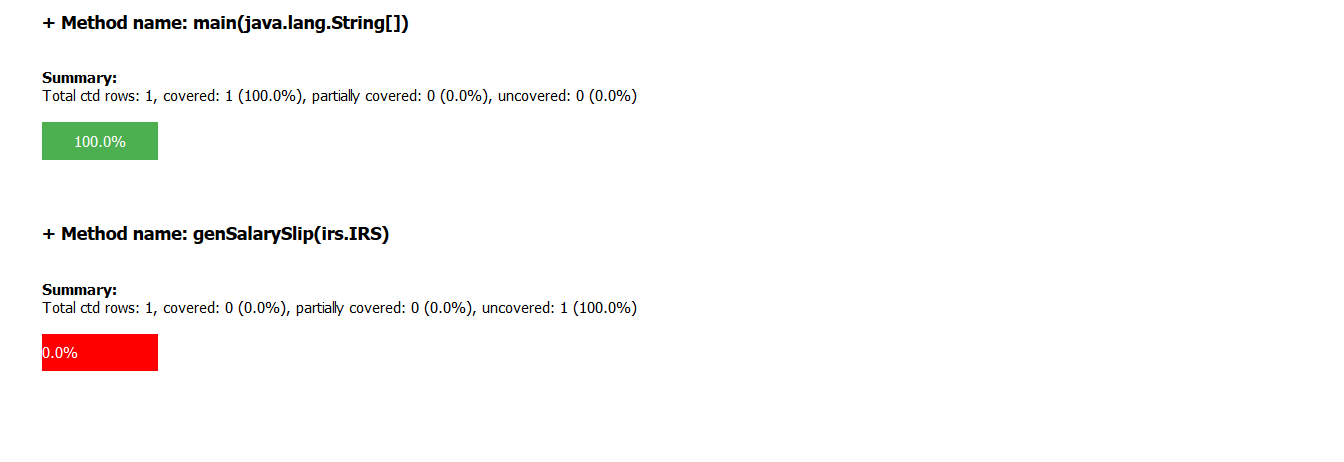 + Method name: main(java.lang.String[])
Summary:
Total ctd rows: 1, covered: 1 (100.0%), partially covered: 0 (0.0%), uncovered: 0 (0.0%)
100.0%
+ Method name: genSalarySlip(irs.IRS)
Summary:
Total ctd rows: 1, covered: 0 (0.0%), partially covered: 0 (0.0%), uncovered: 1 (100.0%)
0.0%